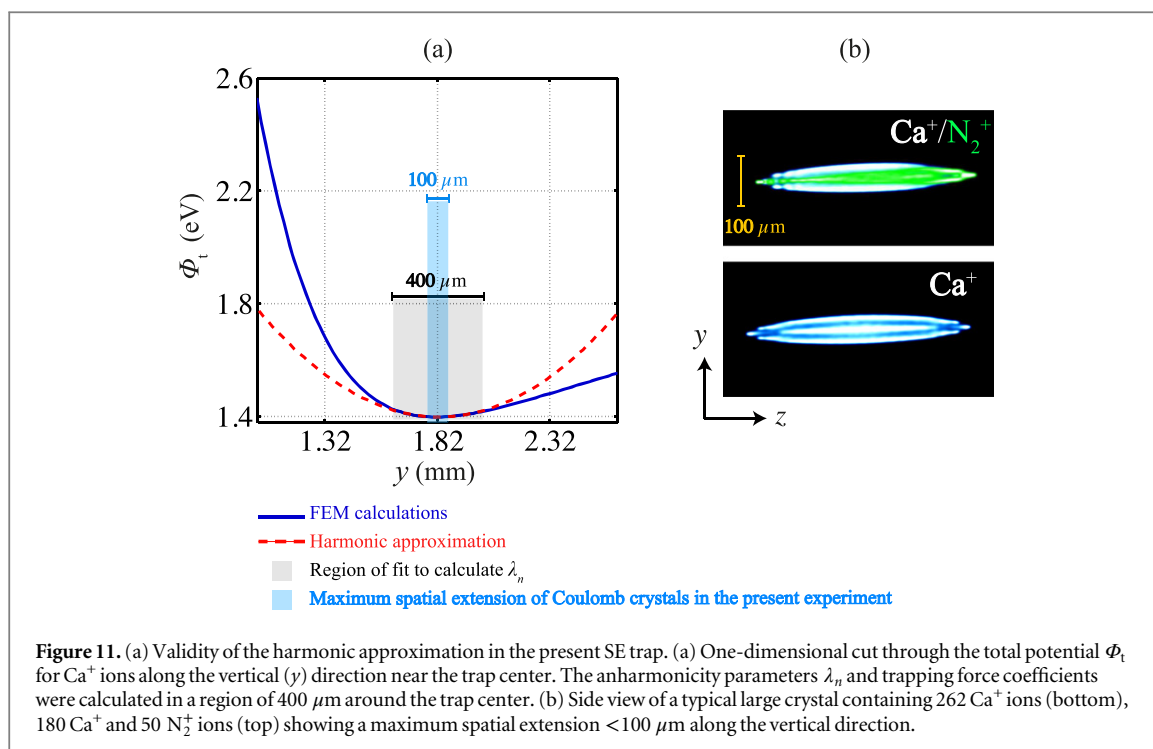 (a)
(b)
2.6
2.2
1.8
1.4
Φt (eV)
100 μm
400 μm
1.32
1.82
2.32
y (mm)
Ca+/N2+
100 μm
Ca+
y
z
FEM calculations
Harmonic approximation
Region of fit to calculate λn
Maximum spatial extension of Coulomb crystals in the present experiment
Figure 11. (a) Validity of the harmonic approximation in the present SE trap. (a) One-dimensional cut through the total potential Φt
for Ca+ ions along the vertical (y) direction near the trap center. The anharmonicity parameters λn and trapping force coefficients
were calculated in a region of 400 μm around the trap center. (b) Side view of a typical large crystal containing 262 Ca+ ions (bottom),
180 Ca+ and 50 N2+ ions (top) showing a maximum spatial extension <100 μm along the vertical direction.